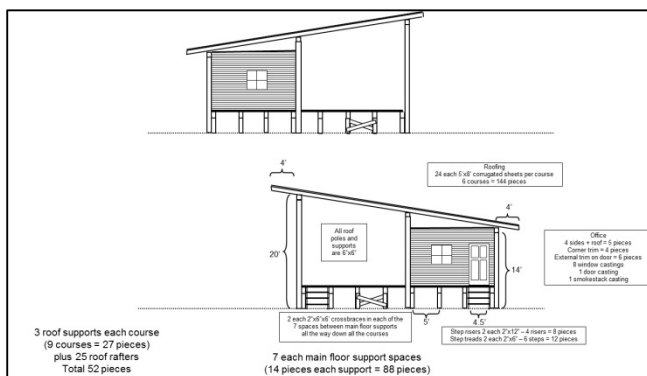 4'
Roofing
24 each 5'x8' corrugated sheets per course
6 courses = 144 pieces
4'
All roof
poles and
supports
are 6"x6"
20'
14'
Office
4 sides + roof = 5 pieces
Corner trim = 4 pieces
External trim on door = 6 pieces
8 window castings
1 door casting
1 smokestack casting
2 each 2"x6"x6' crossbraces in each of the
7 spaces between main floor supports
all the way down all the courses
5'
4.5'
Step risers 2 each 2"x12" – 4 risers = 8 pieces
Step treads 2 each 2"x6" – 6 steps = 12 pieces
3 roof supports each course
(9 courses = 27 pieces)
plus 25 roof rafters
Total 52 pieces
7 each main floor support spaces
(14 pieces each support = 88 pieces)